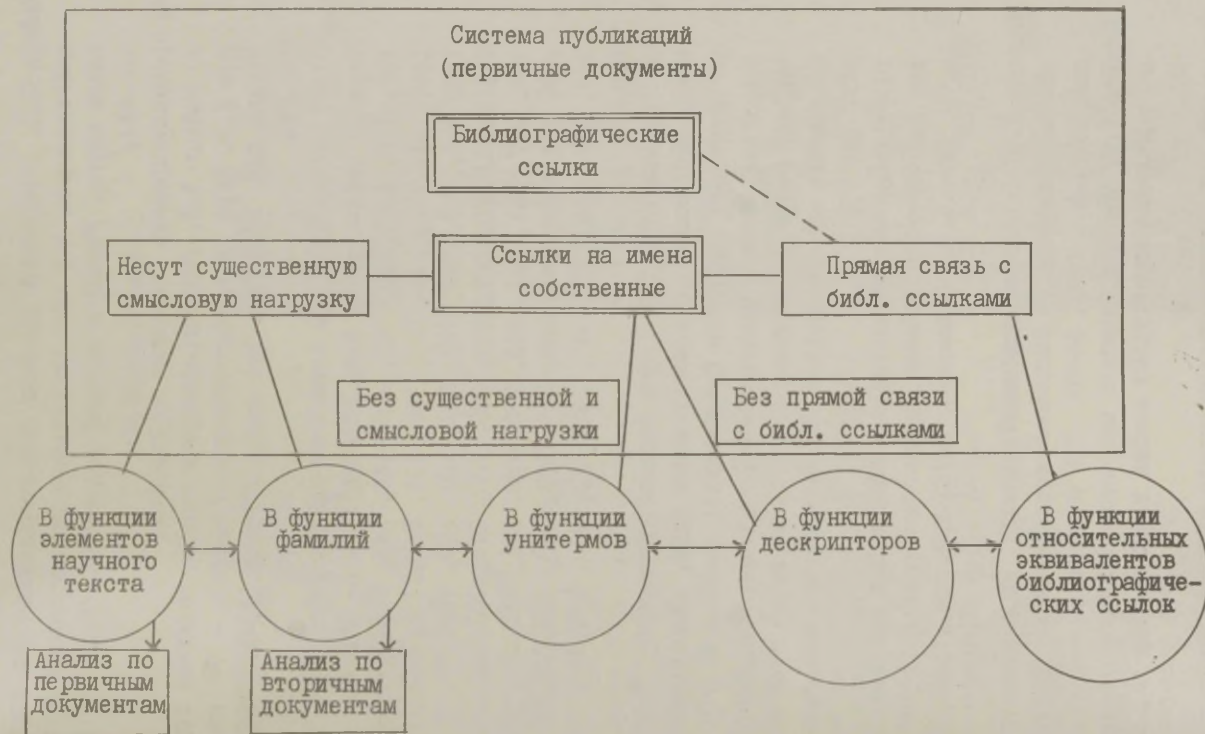 Система публикаций
(первичные документы)
Библиографические
ссылки
Несут существенную
смысловую нагрузку
Ссылки на имена
собственные
Прямая связь с
библ. ссылками
Без существенной и
смысловой нагрузки
Без прямой связи
с библ. ссылками
В функции
элементов
научного
текста
В функции
фамилий
В функции
унитермов
В функции
дескрипторов
В функции
относительных
эквивалентов
библиографиче-
ских ссылок
Анализ по
первичным
документам
Анализ по
вторичным
документам